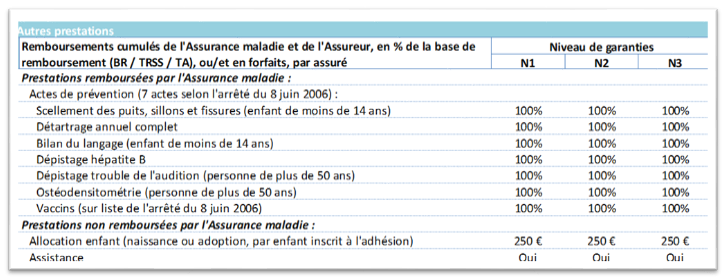 Autres prestations
Remboursements cumulés de l'Assurance maladie et de l'Assureur, en % de la base de
remboursement (BR / TRSS / TA), ou/et en forfaits, par assuré
Niveau de garanties
N1 N2 N3
Prestations remboursées par l'Assurance maladie :
Actes de prévention (7 actes selon l'arrêté du 8 juin 2006) :
Scellement des puits, sillons et fissures (enfant de moins de 14 ans) 100% 100% 100%
Détartrage annuel complet 100% 100% 100%
Bilan du langage (enfant de moins de 14 ans) 100% 100% 100%
Dépistage hépatite B 100% 100% 100%
Dépistage trouble de l'audition (personne de plus de 50 ans) 100% 100% 100%
Ostéodensitométrie (personne de plus de 50 ans) 100% 100% 100%
Vaccins (sur liste de l'arrêté du 8 juin 2006) 100% 100% 100%
Prestations non remboursées par l'Assurance maladie :
Allocation enfant (naissance ou adoption, par enfant inscrit à l'adhésion) 250 € 250 € 250 €
Assistance Oui Oui Oui